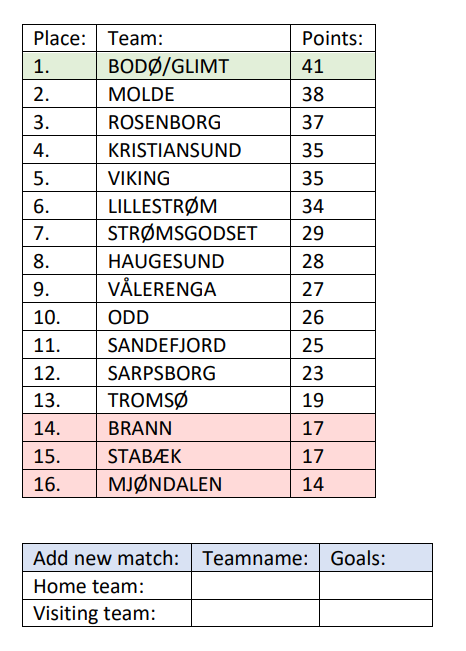 Place: Team: Points:
1. BODØ/GLIMT 41
2. MOLDE 38
3. ROSENBORG 37
4. KRISTIANSUND 35
5. VIKING 35
6. LILLESTRØM 34
7. STRØMSGODSET 29
8. HAUGESUND 28
9. VÅLERENGA 27
10. ODD 26
11. SANDEFJORD 25
12. SARPSBORG 23
13. TROMSØ 19
14. BRANN 17
15. STABÆK 17
16. MJØNDALEN 14
Add new match: Teamname: Goals:
Home team:
Visiting team: